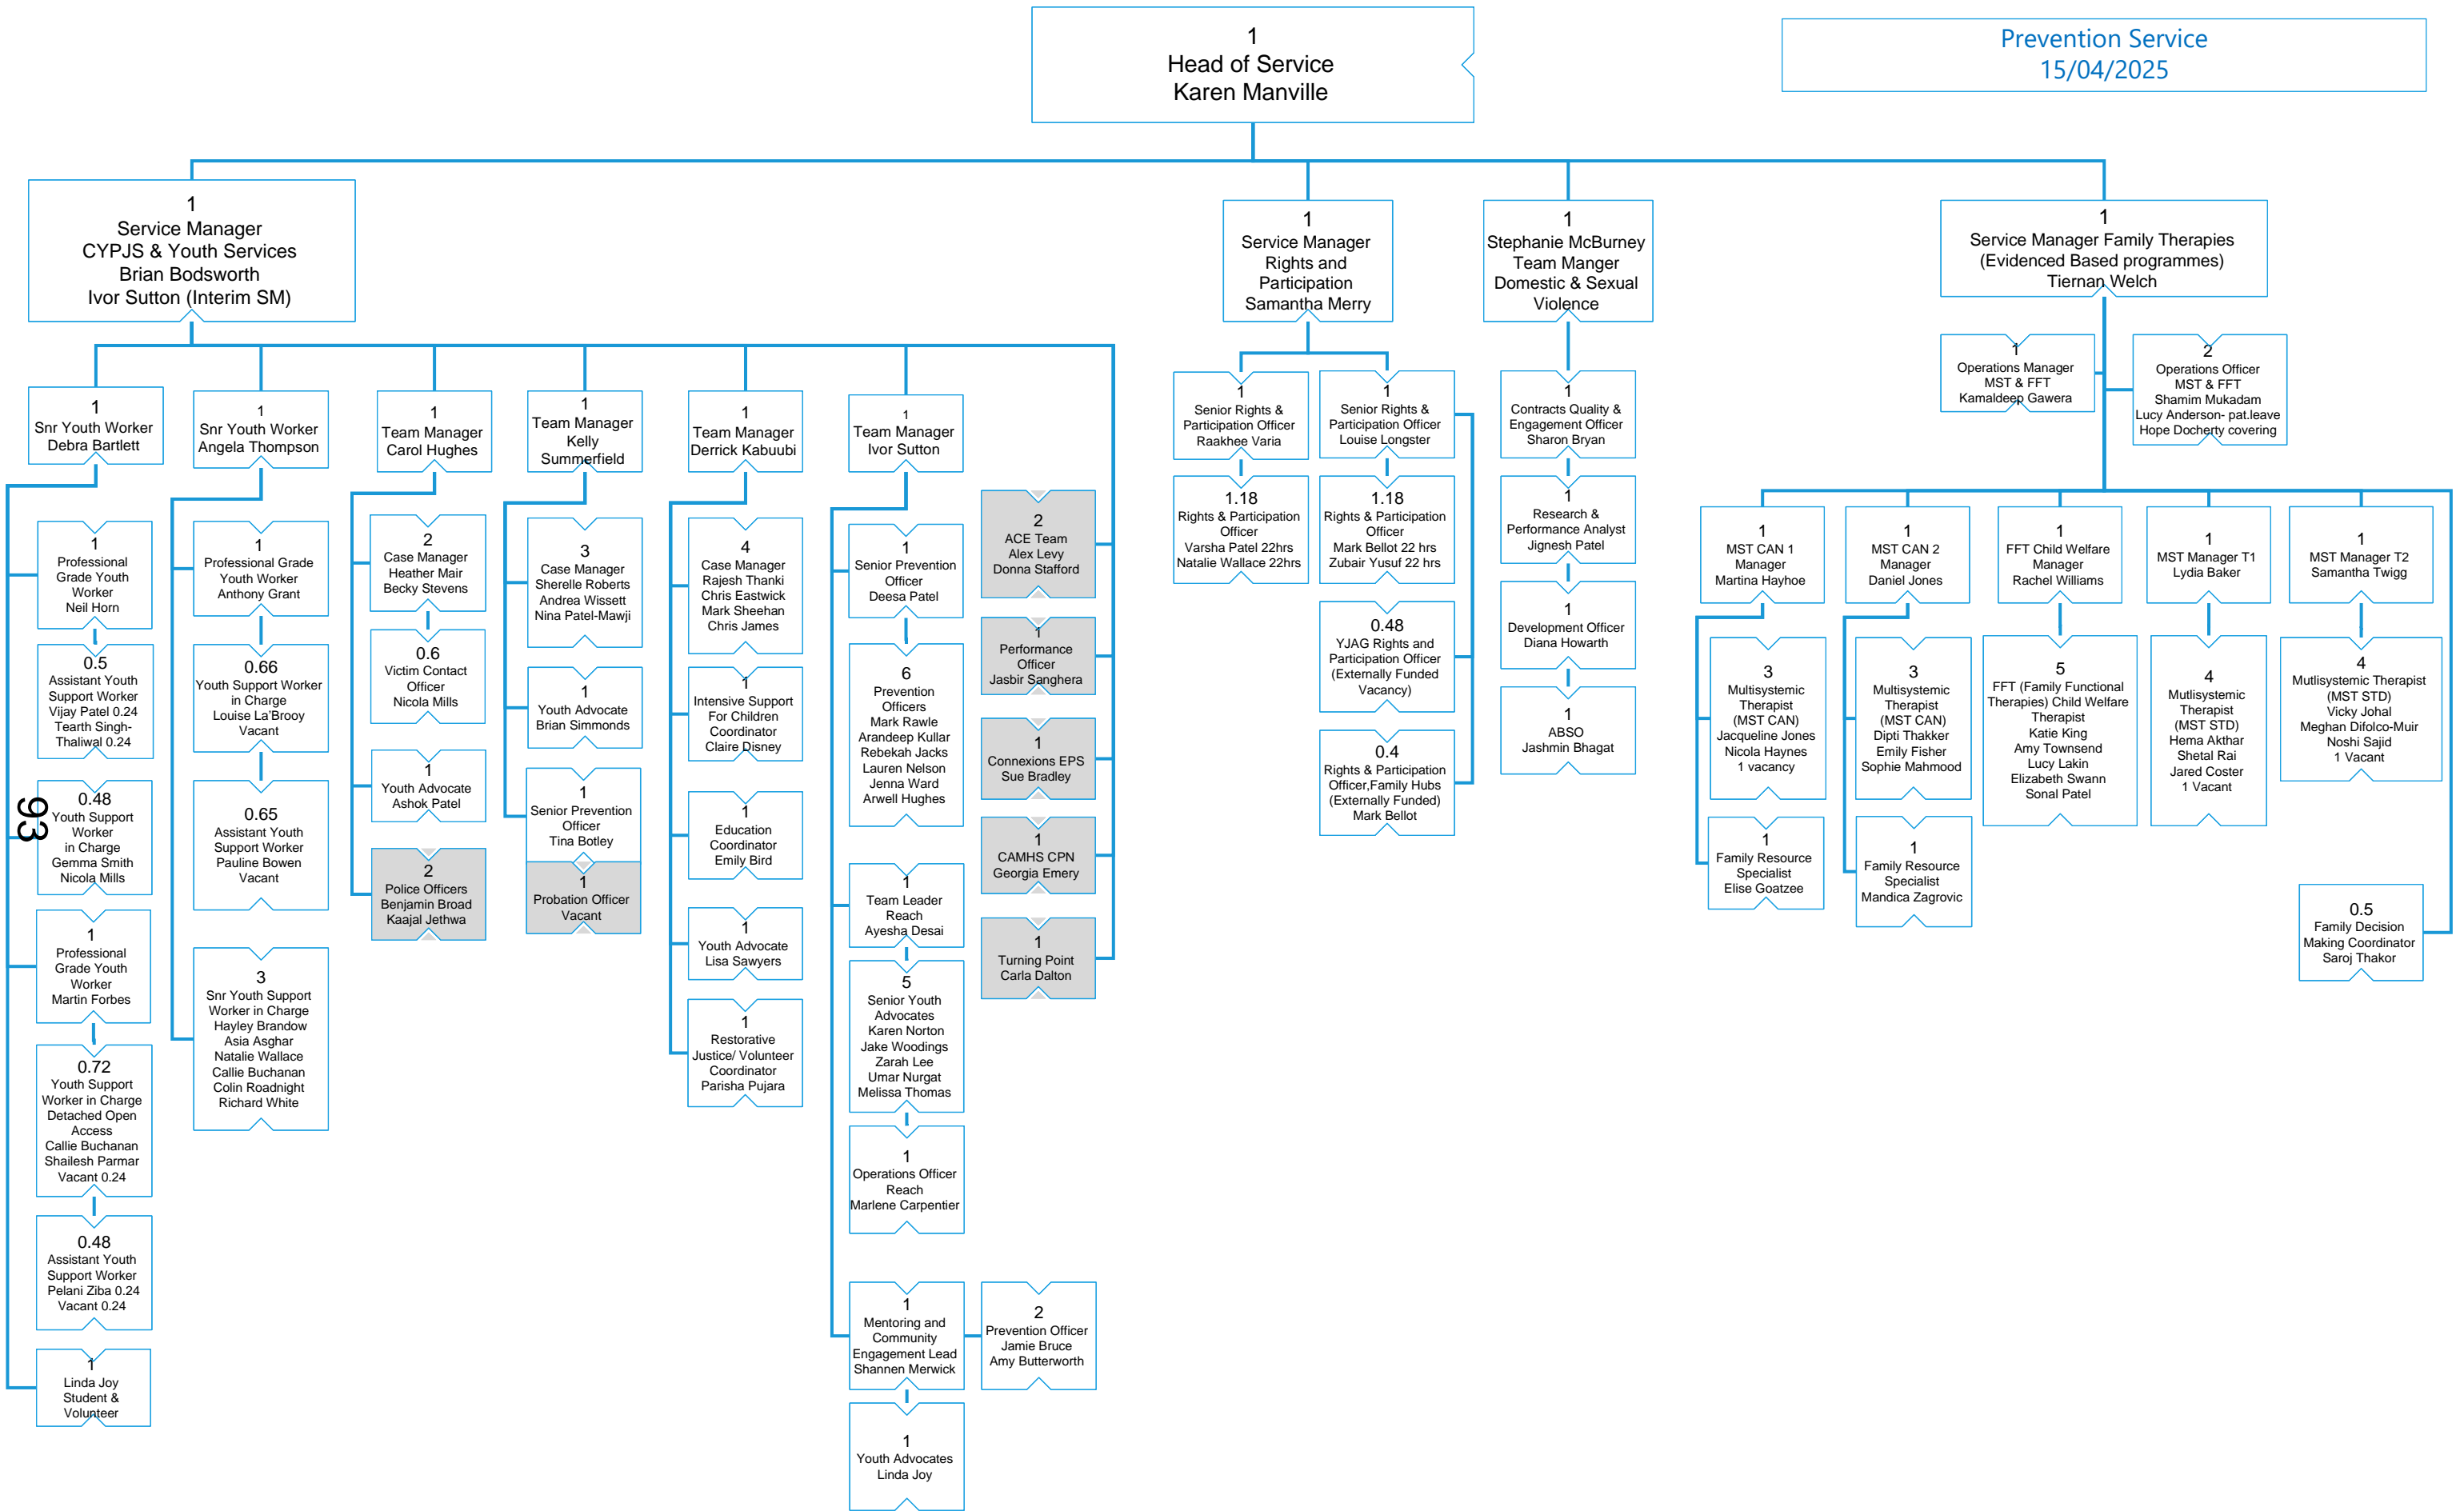 1
Head of Service
Karen Manville
Prevention Service
15/04/2025
1
Service Manager
CYPJS & Youth Services
Brian Bodsworth
Ivor Sutton (Interim SM)
1
Service Manager
Rights and
Participation
Samantha Merry
1
Stephanie McBurney
Team Manger
Domestic & Sexual
Violence
1
Service Manager Family Therapies
(Evidenced Based programmes)
Tiernan Welch
1
Operations Manager
MST & FFT
Kamaldeep Gawera
2
Operations Officer
MST & FFT
Shamim Mukadam
Lucy Anderson- pat.leave
Hope Docherty covering
1
Snr Youth Worker
Debra Bartlett
1
Snr Youth Worker
Angela Thompson
1
Team Manager
Carol Hughes
1
Team Manager
Kelly
Summerfield
1
Team Manager
Derrick Kabuubi
1
Team Manager
Ivor Sutton
1
Professional
Grade Youth
Worker
Neil Horn
0.5
Assistant Youth
Support Worker
Vijay Patel 0.24
Tearth Singh-
Thaliwal 0.24
0.48
Youth Support
Worker
in Charge
Gemma Smith
Nicola Mills
93
1
Professional
Grade Youth
Worker
Martin Forbes
0.72
Youth Support
Worker in Charge
Detached Open
Access
Callie Buchanan
Shailesh Parmar
Vacant 0.24
0.48
Assistant Youth
Support Worker
Pelani Ziba 0.24
Vacant 0.24
1
Linda Joy
Student &
Volunteer
1
Professional Grade
Youth Worker
Anthony Grant
0.66
Youth Support Worker
in Charge
Louise La'Brooy
Vacant
0.65
Assistant Youth
Support Worker
Pauline Bowen
Vacant
3
Snr Youth Support
Worker in Charge
Hayley Brandow
Asia Asghar
Natalie Wallace
Callie Buchanan
Colin Roadnight
Richard White
2
Case Manager
Heather Mair
Becky Stevens
0.6
Victim Contact
Officer
Nicola Mills
1
Youth Advocate
Ashok Patel
2
Police Officers
Benjamin Broad
Kaajal Jethwa
3
Case Manager
Sherelle Roberts
Andrea Wissett
Nina Patel-Mawji
1
Youth Advocate
Brian Simmonds
1
Senior Prevention
Officer
Tina Botley
1
Probation Officer
Vacant
4
Case Manager
Rajesh Thanki
Chris Eastwick
Mark Sheehan
Chris James
1
Intensive Support
For Children
Coordinator
Claire Disney
1
Education
Coordinator
Emily Bird
1
Youth Advocate
Lisa Sawyers
1
Restorative
Justice/ Volunteer
Coordinator
Parisha Pujara
1
Senior Prevention
Officer
Deesa Patel
6
Prevention
Officers
Mark Rawle
Arandeep Kullar
Rebekah Jacks
Lauren Nelson
Jenna Ward
Arwell Hughes
1
Team Leader
Reach
Ayesha Desai
5
Senior Youth
Advocates
Karen Norton
Jake Woodings
Zarah Lee
Umar Nurgat
Melissa Thomas
1
Operations Officer
Reach
Marlene Carpentier
1
Mentoring and
Community
Engagement Lead
Shannen Merwick
2
Prevention Officer
Jamie Bruce
Amy Butterworth
1
Youth Advocates
Linda Joy
2
ACE Team
Alex Levy
Donna Stafford
1
Performance
Officer
Jasbir Sanghera
1
Connexions EPS
Sue Bradley
1
CAMHS CPN
Georgia Emery
1
Turning Point
Carla Dalton
1
Senior Rights &
Participation Officer
Raakhee Varia
1.18
Rights & Participation
Officer
Varsha Patel 22hrs
Natalie Wallace 22hrs
1
Senior Rights &
Participation Officer
Louise Longster
1.18
Rights & Participation
Officer
Mark Bellot 22 hrs
Zubair Yusuf 22 hrs
0.48
YJAG Rights and
Participation Officer
(Externally Funded
Vacancy)
0.4
Rights & Participation
Officer,Family Hubs
(Externally Funded)
Mark Bellot
1
Contracts Quality &
Engagement Officer
Sharon Bryan
1
Research &
Performance Analyst
Jignesh Patel
1
Development Officer
Diana Howarth
1
ABSO
Jashmin Bhagat
1
MST CAN 1
Manager
Martina Hayhoe
3
Multisystemic
Therapist
(MST CAN)
Jacqueline Jones
Nicola Haynes
1 vacancy
1
Family Resource
Specialist
Elise Goatzee
1
MST CAN 2
Manager
Daniel Jones
3
Multisystemic
Therapist
(MST CAN)
Dipti Thakker
Emily Fisher
Sophie Mahmood
1
Family Resource
Specialist
Mandica Zagrovic
1
FFT Child Welfare
Manager
Rachel Williams
5
FFT (Family Functional
Therapies) Child Welfare
Therapist
Katie King
Amy Townsend
Lucy Lakin
Elizabeth Swann
Sonal Patel
1
MST Manager T1
Lydia Baker
4
Mutlisystemic
Therapist
(MST STD)
Hema Akthar
Shetal Rai
Jared Coster
1 Vacant
1
MST Manager T2
Samantha Twigg
4
Mutlisystemic Therapist
(MST STD)
Vicky Johal
Meghan Difolco-Muir
Noshi Sajid
1 Vacant
0.5
Family Decision
Making Coordinator
Saroj Thakor